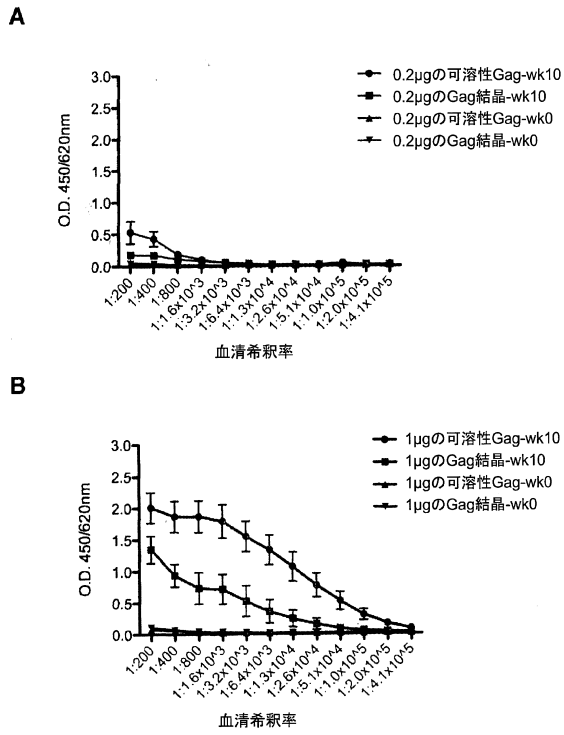 A
0.2μgの可溶性Gag-wk10
0.2μgのGag結晶-wk10
0.2μgの可溶性Gag-wk0
0.2μgのGag結晶-wk0
O.D. 450/620nm
3.0
2.5
2.0
1.5
1.0
0.5
0.0
1:200
1:400
1:800
1:1.6x10^3
1:3.2x10^3
1:6.4x10^3
1:1.3x10^4
1:2.6x10^4
1:5.1x10^4
1:1.0x10^5
1:2.0x10^5
1:4.1x10^5
血清希釈率
B
1μgの可溶性Gag-wk10
1μgのGag結晶-wk10
1μgの可溶性Gag-wk0
1μgのGag結晶-wk0
O.D. 450/620nm
3.0
2.5
2.0
1.5
1.0
0.5
0.0
1:200
1:400
1:800
1:1.6x10^3
1:3.2x10^3
1:6.4x10^3
1:1.3x10^4
1:2.6x10^4
1:5.1x10^4
1:1.0x10^5
1:2.0x10^5
1:4.1x10^5
血清希釈率